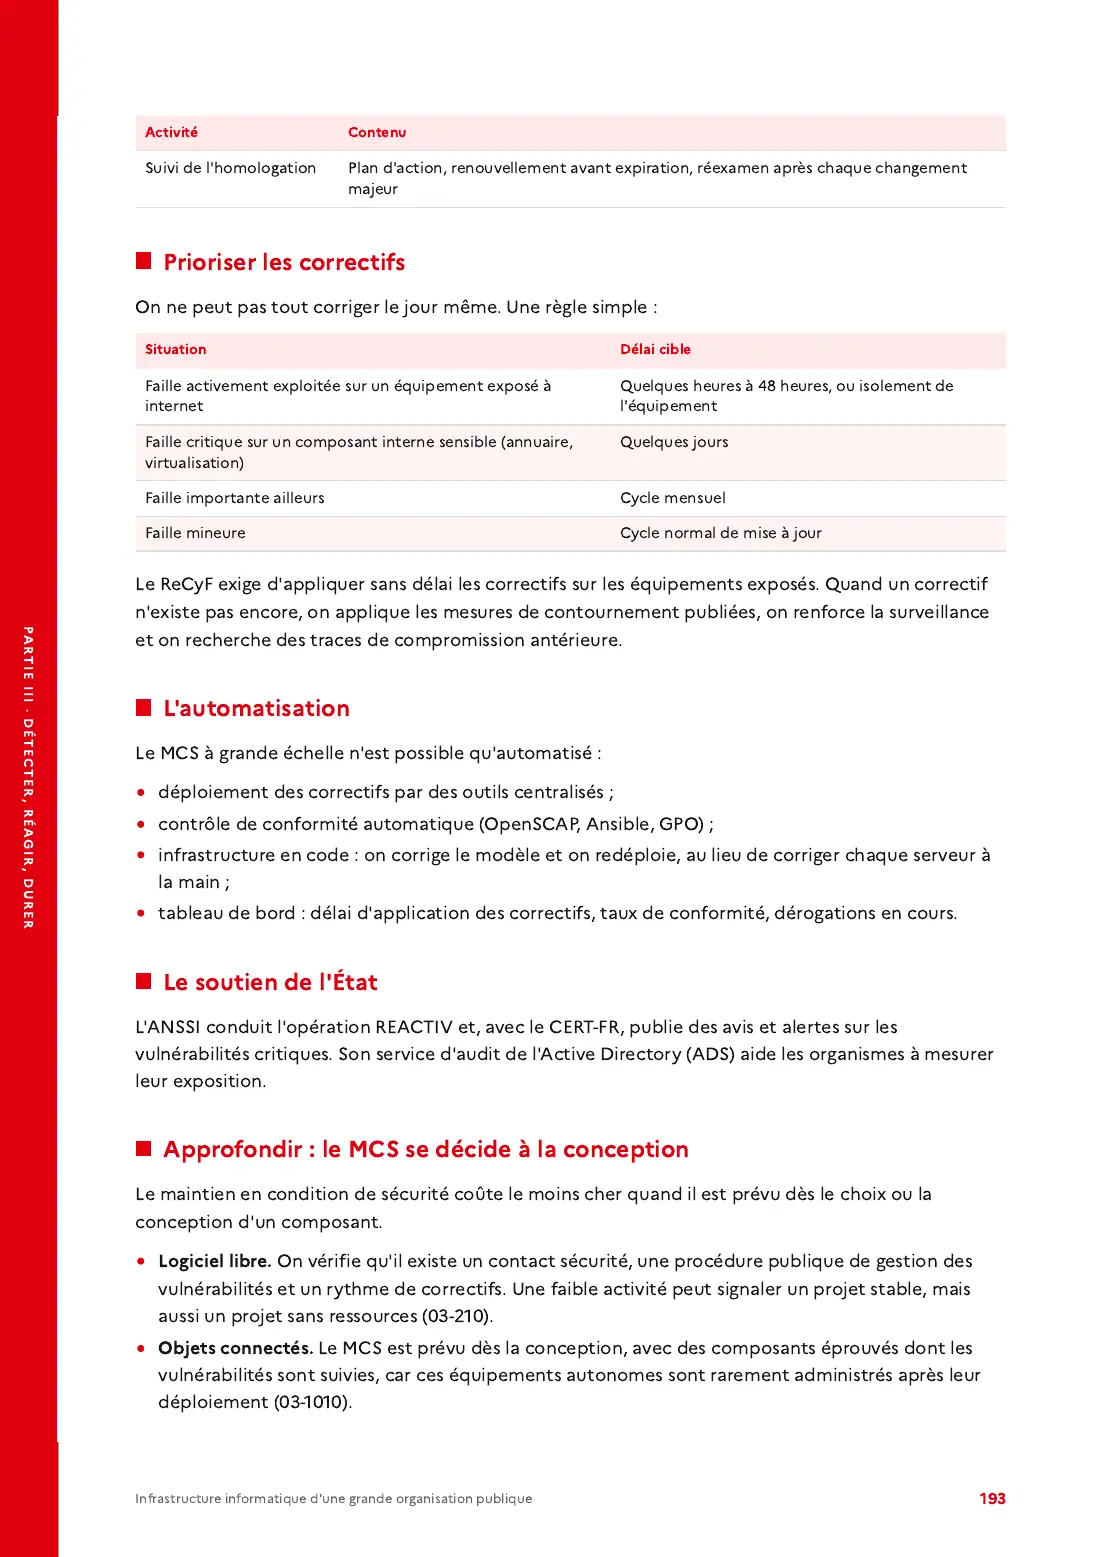 Activité Contenu
Suivi de l'homologation Plan d'action, renouvellement avant expiration, réexamen après chaque changement
majeur
Prioriser les correctifs
On ne peut pas tout corriger le jour même. Une règle simple :
Situation Délai cible
Faille activement exploitée sur un équipement exposé à Quelques heures à 48 heures, ou isolement de
internet l'équipement
Faille critique sur un composant interne sensible (annuaire, Quelques jours
virtualisation)
Faille importante ailleurs Cycle mensuel
Faille mineure Cycle normal de mise à jour
Le ReCyF exige d'appliquer sans délai les correctifs sur les équipements exposés. Quand un correctif
n'existe pas encore, on applique les mesures de contournement publiées, on renforce la surveillance
et on recherche des traces de compromission antérieure.
L'automatisation
Le MCS à grande échelle n'est possible qu'automatisé :
• déploiement des correctifs par des outils centralisés ;
• contrôle de conformité automatique (OpenSCAP, Ansible, GPO) ;
• infrastructure en code : on corrige le modèle et on redéploie, au lieu de corriger chaque serveur à
la main ;
• tableau de bord : délai d'application des correctifs, taux de conformité, dérogations en cours.
Le soutien de l'État
L'ANSSI conduit l'opération REACTIV et, avec le CERT-FR, publie des avis et alertes sur les
vulnérabilités critiques. Son service d'audit de l'Active Directory (ADS) aide les organismes à mesurer
leur exposition.
Approfondir : le MCS se décide à la conception
Le maintien en condition de sécurité coûte le moins cher quand il est prévu dès le choix ou la
conception d'un composant.
• Logiciel libre. On vérifie qu'il existe un contact sécurité, une procédure publique de gestion des
vulnérabilités et un rythme de correctifs. Une faible activité peut signaler un projet stable, mais
aussi un projet sans ressources (03-210).
• Objets connectés. Le MCS est prévu dès la conception, avec des composants éprouvés dont les
vulnérabilités sont suivies, car ces équipements autonomes sont rarement administrés après leur
déploiement (03-1010).
PARTIE III · DÉTECTER, RÉAGIR, DURER
Infrastructure informatique d'une grande organisation publique 193